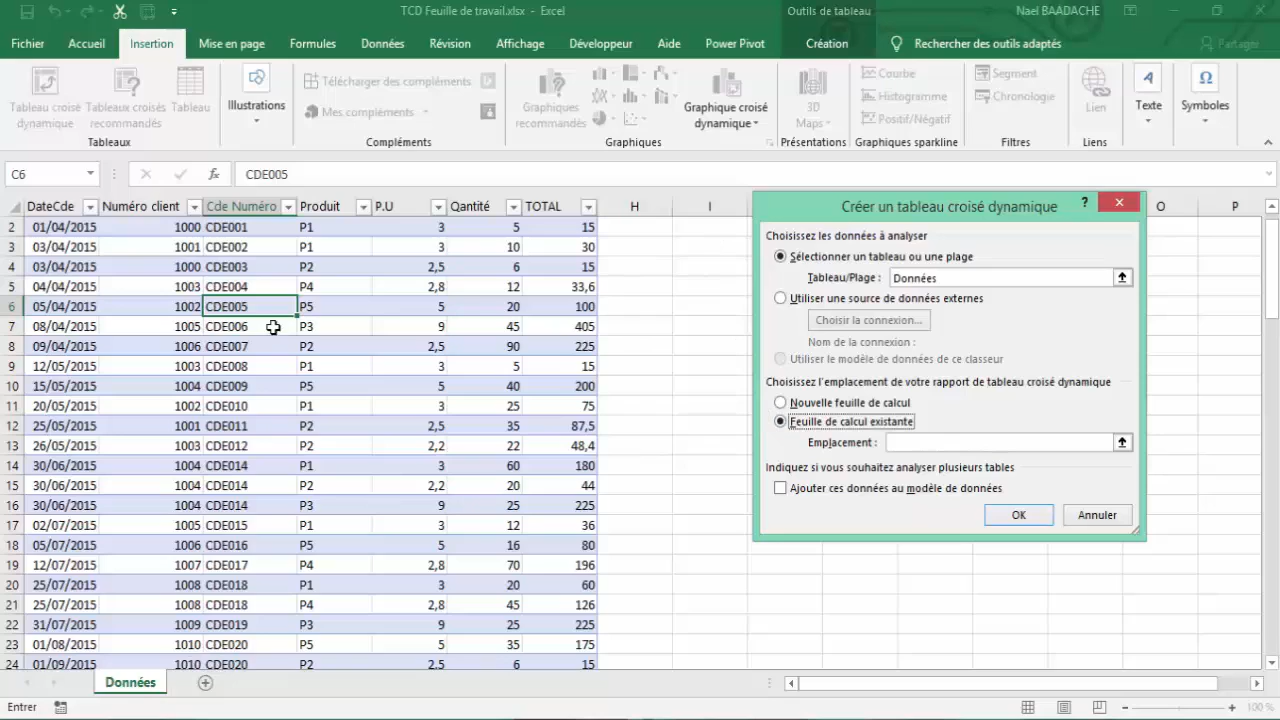 TCD Feuille de travail.xlsx - Excel
Outils de tableau
Nael BAADACHE
Fichier Accueil Insertion Mise en page Formules Données Révision Affichage Développeur Aide Power Pivot Création Rechercher des outils adaptés Partager
Tableau croisé dynamique
Tableaux croisés recommandés
Tableau
Tableaux
Illustrations
Télécharger des compléments
Mes compléments
Compléments
Graphiques recommandés
Graphique croisé dynamique
Graphiques
3D Maps
Présentations
Courbe
Histogramme
Positif/Négatif
Graphiques sparkline
Segment
Chronologie
Filtres
Lien
Liens
Texte
Symboles
C6 fx CDE005
DateCde Numéro client Cde Numéro Produit P.U Qantité TOTAL H I O P
2 01/04/2015 1000 CDE001 P1 3 5 15
3 03/04/2015 1001 CDE002 P1 3 10 30
4 03/04/2015 1000 CDE003 P2 2,5 6 15
5 04/04/2015 1003 CDE004 P4 2,8 12 33,6
6 05/04/2015 1002 CDE005 P5 5 20 100
7 08/04/2015 1005 CDE006 P3 9 45 405
8 09/04/2015 1006 CDE007 P2 2,5 90 225
9 12/05/2015 1003 CDE008 P1 3 5 15
10 15/05/2015 1004 CDE009 P5 5 40 200
11 20/05/2015 1002 CDE010 P1 3 25 75
12 25/05/2015 1001 CDE011 P2 2,5 35 87,5
13 26/05/2015 1003 CDE012 P2 2,2 22 48,4
14 30/06/2015 1004 CDE014 P1 3 60 180
15 30/06/2015 1004 CDE014 P2 2,2 20 44
16 30/06/2015 1004 CDE014 P3 9 25 225
17 02/07/2015 1005 CDE015 P1 3 12 36
18 05/07/2015 1006 CDE016 P5 5 16 80
19 12/07/2015 1007 CDE017 P4 2,8 70 196
20 25/07/2015 1008 CDE018 P1 3 20 60
21 25/07/2015 1008 CDE018 P4 2,8 45 126
22 31/07/2015 1009 CDE019 P3 9 25 225
23 01/08/2015 1010 CDE020 P5 5 35 175
24 01/09/2015 1010 CDE020 P2 2,5 6 15
Créer un tableau croisé dynamique ?
Choisissez les données à analyser
Sélectionner un tableau ou une plage
Tableau/Plage : Données
Utiliser une source de données externes
Choisir la connexion...
Nom de la connexion :
Utiliser le modèle de données de ce classeur
Choisissez l'emplacement de votre rapport de tableau croisé dynamique
Nouvelle feuille de calcul
Feuille de calcul existante
Emplacement :
Indiquez si vous souhaitez analyser plusieurs tables
Ajouter ces données au modèle de données
OK Annuler
Données
Entrer
100 %